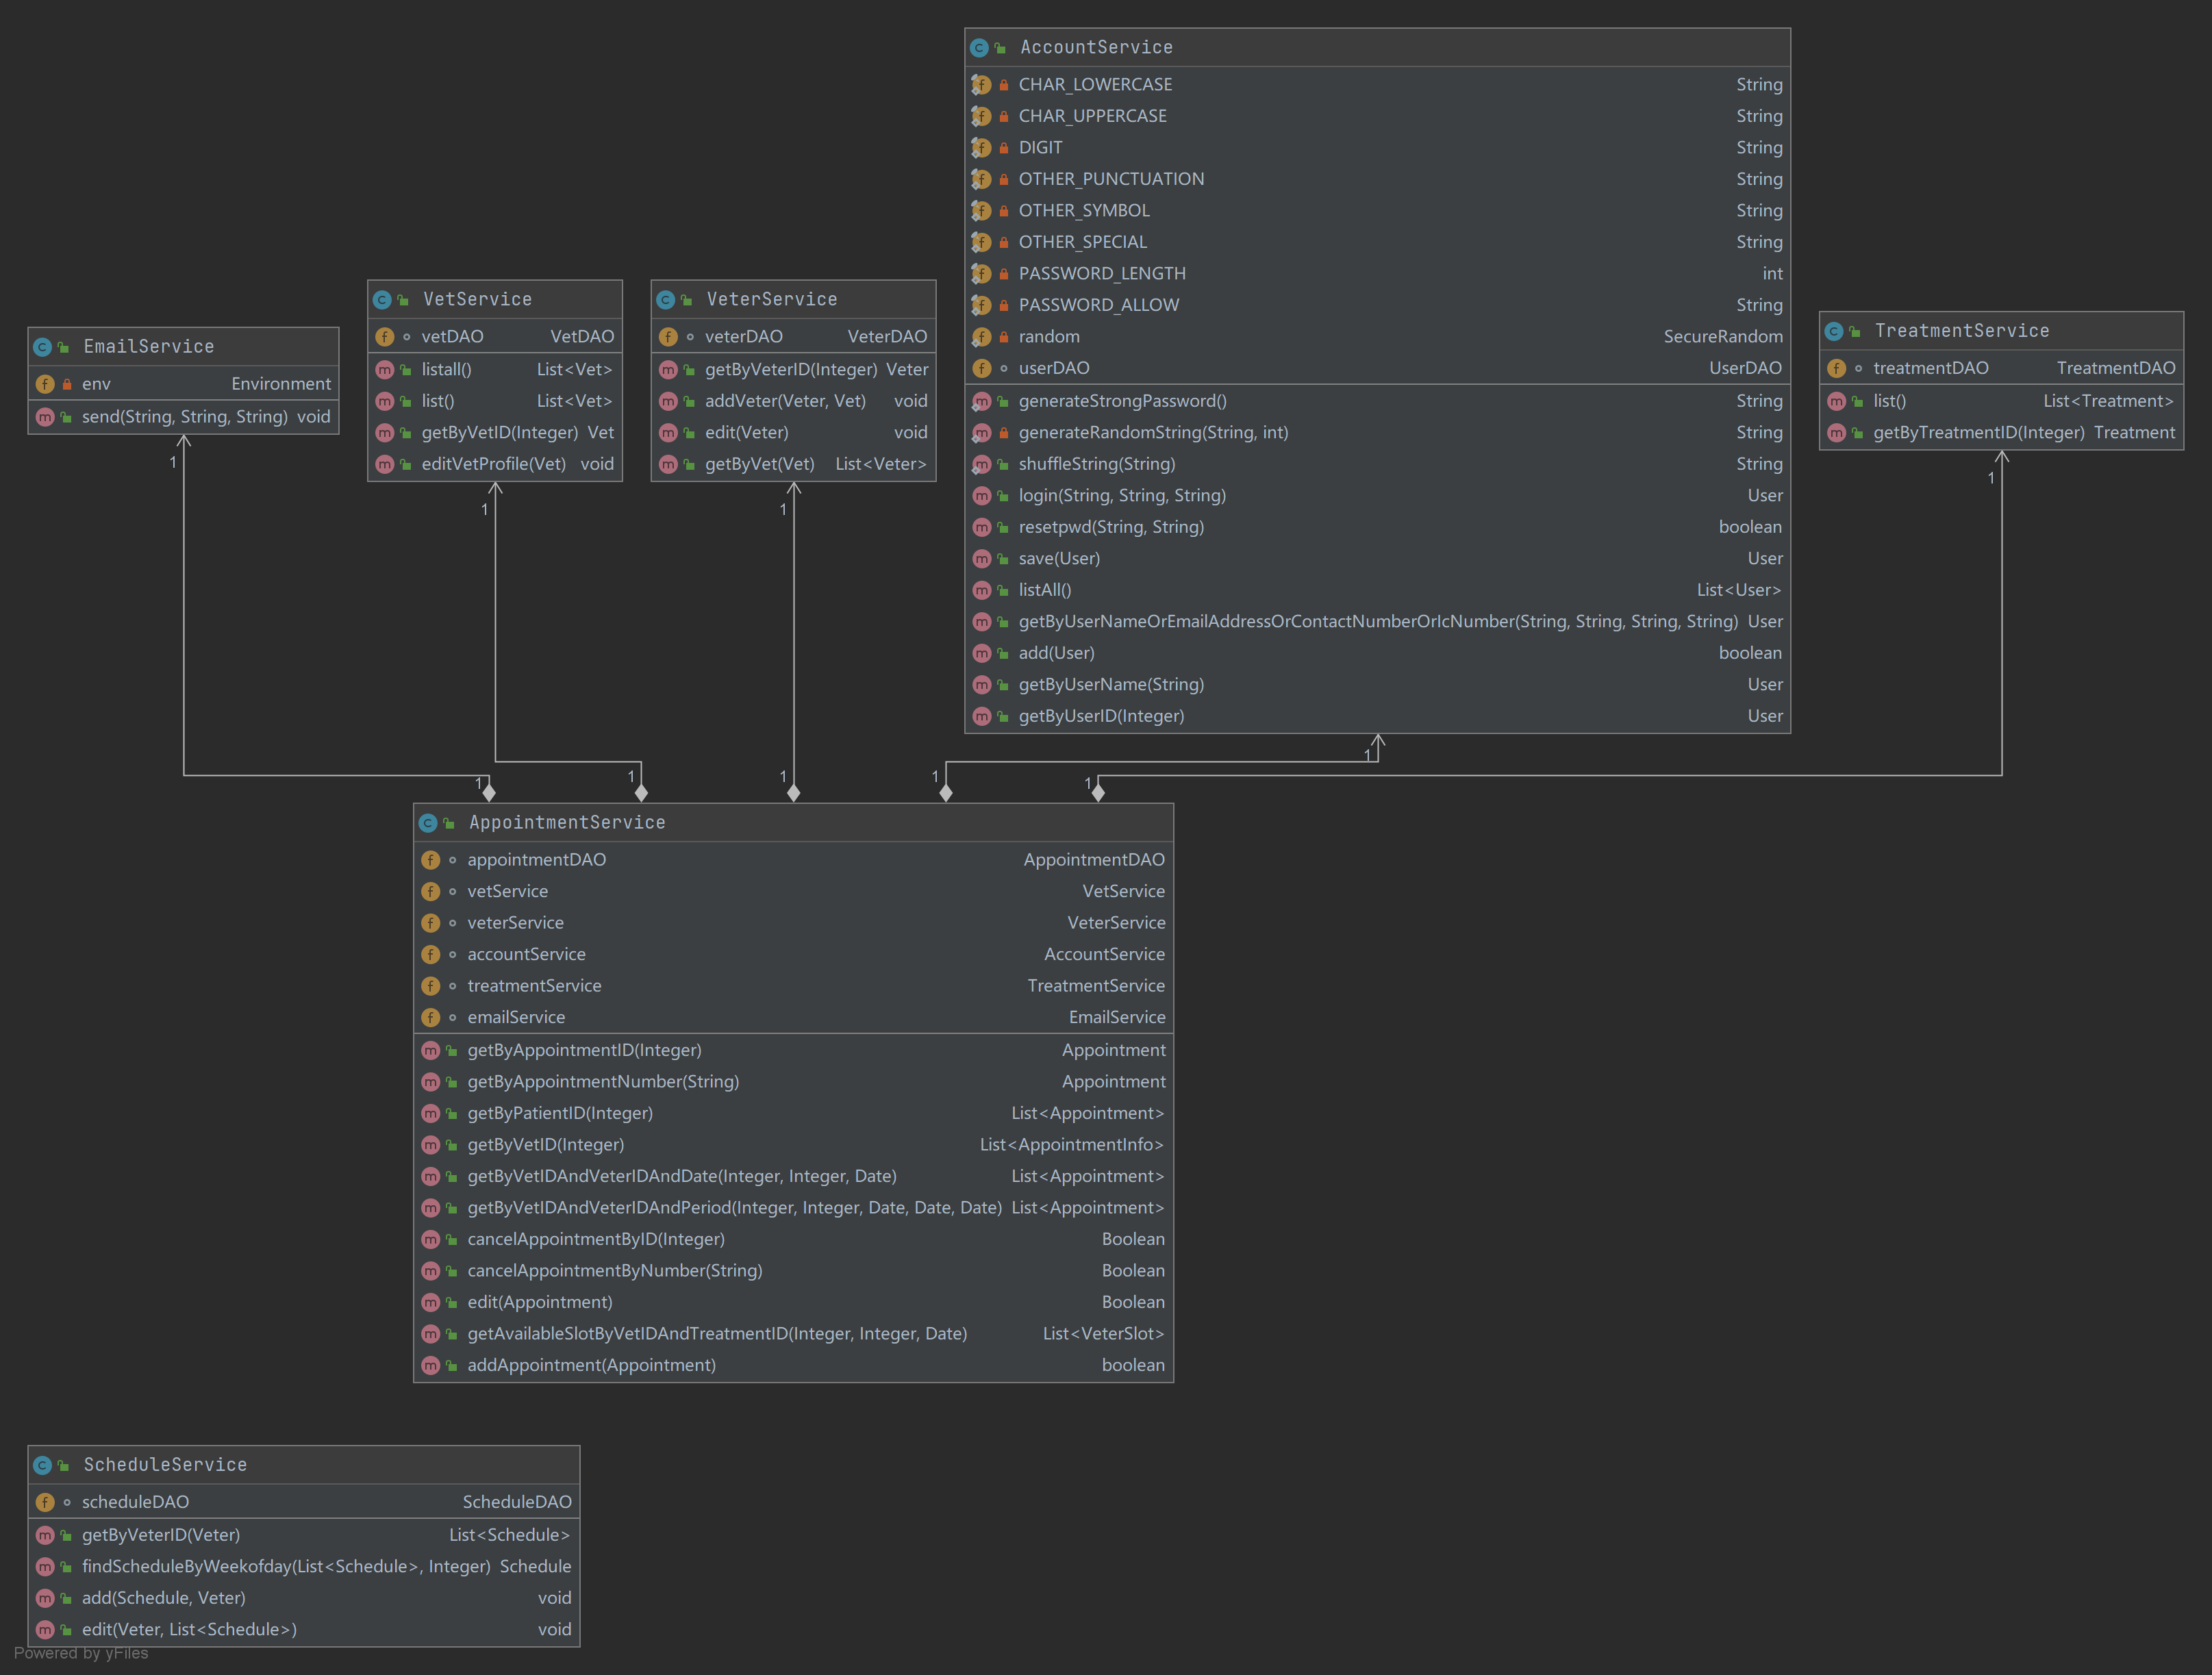 AccountService
CHAR_LOWERCASE String
CHAR_UPPERCASE String
DIGIT String
OTHER_PUNCTUATION String
OTHER_SYMBOL String
OTHER_SPECIAL String
PASSWORD_LENGTH int
PASSWORD_ALLOW String
random SecureRandom
userDAO UserDAO
generateStrongPassword() String
generateRandomString(String, int) String
shuffleString(String) String
login(String, String, String) User
resetpwd(String, String) boolean
save(User) User
listAll() List<User>
getByUserNameOrEmailAddressOrContactNumberOrIcNumber(String, String, String, String) User
add(User) boolean
getByUserName(String) User
getByUserID(Integer) User
VetService
vetDAO VetDAO
listall() List<Vet>
list() List<Vet>
getByVetID(Integer) Vet
editVetProfile(Vet) void
VeterService
veterDAO VeterDAO
getByVeterID(Integer) Veter
addVeter(Veter, Vet) void
edit(Veter) void
getByVet(Vet) List<Veter>
TreatmentService
treatmentDAO TreatmentDAO
list() List<Treatment>
getByTreatmentID(Integer) Treatment
EmailService
env Environment
send(String, String, String) void
1
1
1
1
1
1
1
1
1
1
AppointmentService
appointmentDAO AppointmentDAO
vetService VetService
veterService VeterService
accountService AccountService
treatmentService TreatmentService
emailService EmailService
getByAppointmentID(Integer) Appointment
getByAppointmentNumber(String) Appointment
getByPatientID(Integer) List<Appointment>
getByVetID(Integer) List<AppointmentInfo>
getByVetIDAndVeterIDAndDate(Integer, Integer, Date) List<Appointment>
getByVetIDAndVeterIDAndPeriod(Integer, Integer, Date, Date, Date) List<Appointment>
cancelAppointmentByID(Integer) Boolean
cancelAppointmentByNumber(String) Boolean
edit(Appointment) Boolean
getAvailableSlotByVetIDAndTreatmentID(Integer, Integer, Date) List<VeterSlot>
addAppointment(Appointment) boolean
ScheduleService
scheduleDAO ScheduleDAO
getByVeterID(Veter) List<Schedule>
findScheduleByWeekofday(List<Schedule>, Integer) Schedule
add(Schedule, Veter) void
edit(Veter, List<Schedule>) void
Powered by yFiles